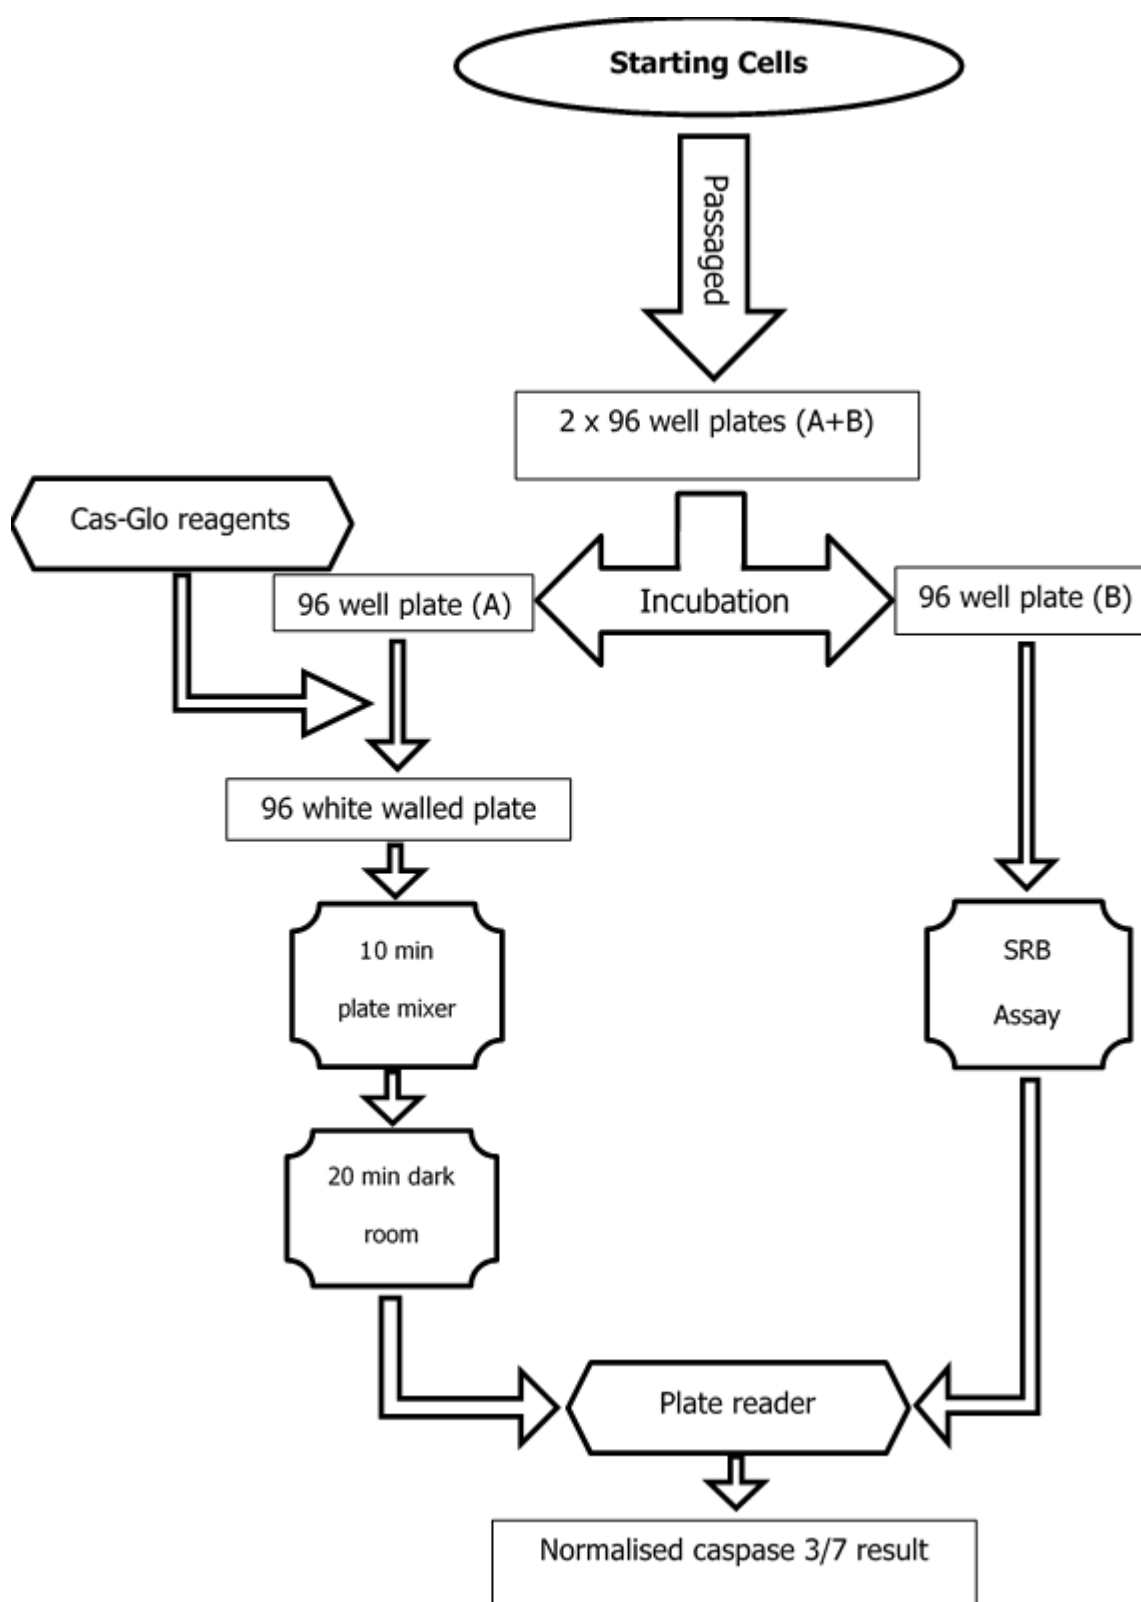 Starting Cells
Passaged
2 x 96 well plates (A+B)
Cas-Glo reagents
96 well plate (A)
Incubation
96 well plate (B)
96 white walled plate
10 min
plate mixer
SRB
Assay
20 min dark
room
Plate reader
Normalised caspase 3/7 result